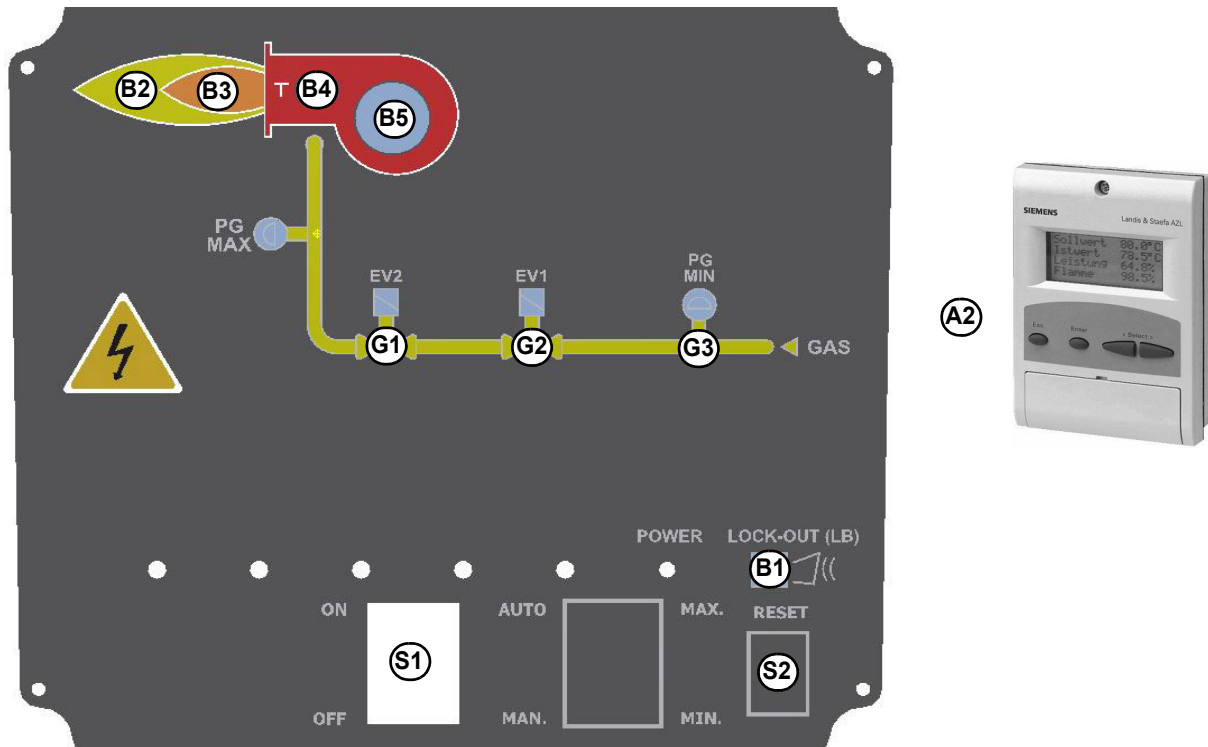 B2
B3
T
B4
B5
PG
MAX
EV2
EV1
PG
MIN
G1
G2
G3
GAS
SIEMENS
Landis & Staefa AZL
Sollwert 80.0°C
Istwert 78.5°C
Leistung 64.8%
Flamme 98.5%
A2
Esc
Enter
< Select >
POWER
LOCK-OUT (LB)
B1
ON
AUTO
MAX.
RESET
S1
S2
OFF
MAN.
MIN.